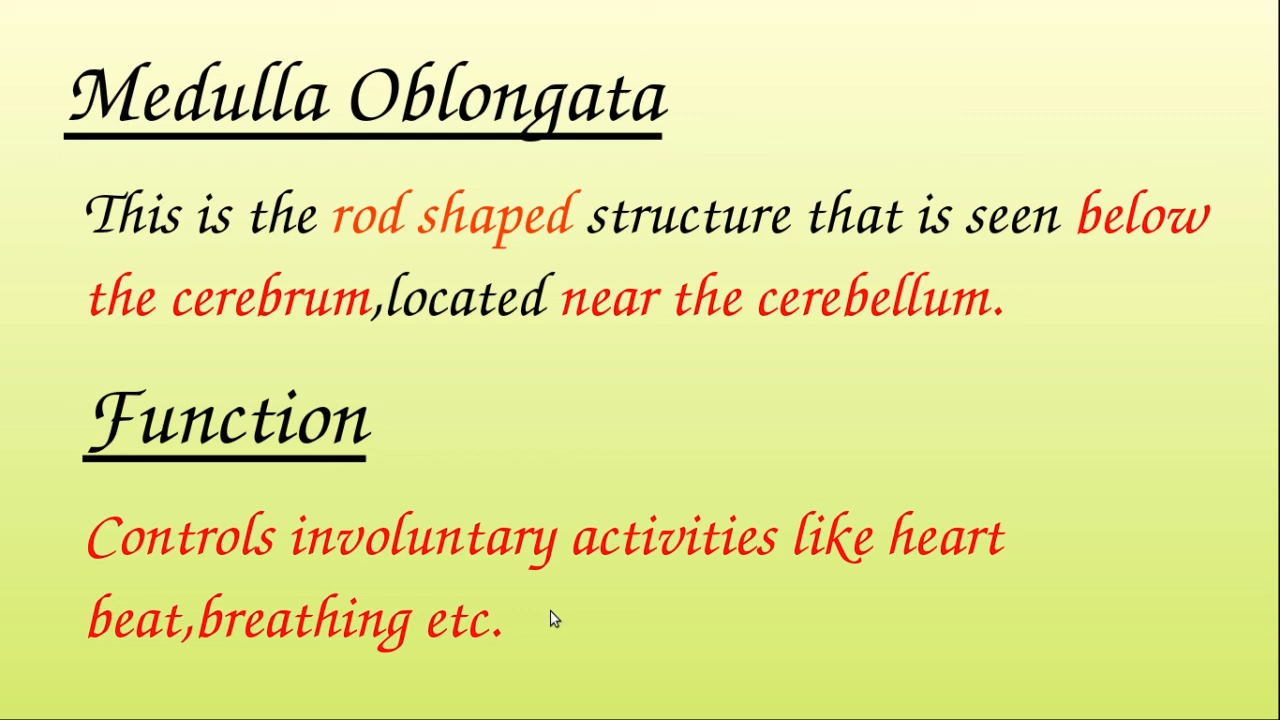 Medulla Oblongata
This is the rod shaped structure that is seen below
the cerebrum,located near the cerebellum.
Function
Controls involuntary activities like heart
beat,breathing etc.